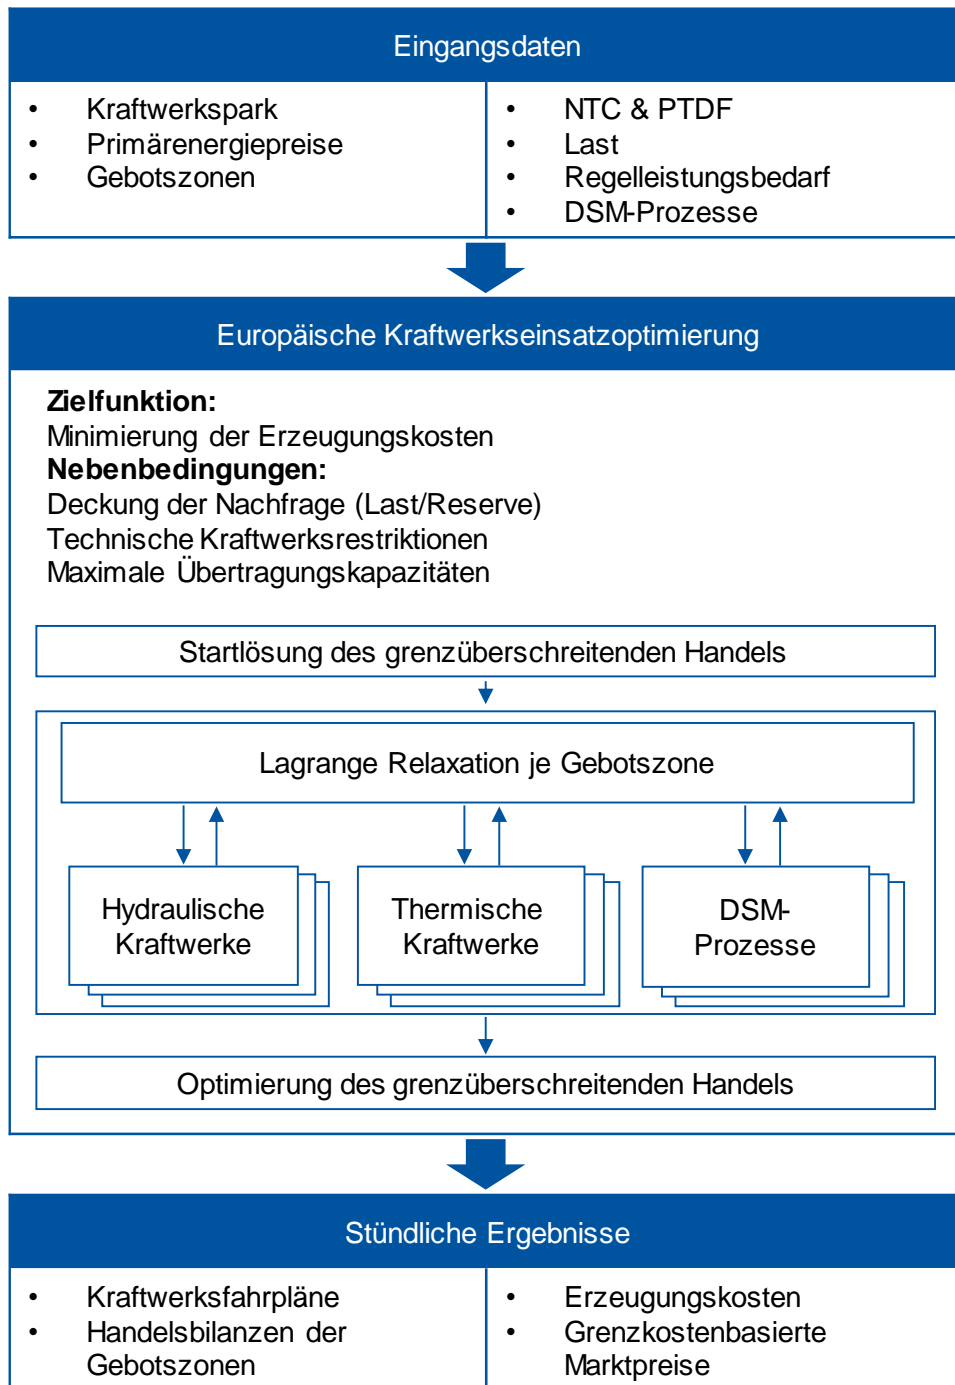 Eingangsdaten
• Kraftwerkspark
• Primärenergiepreise
• Gebotszonen
• NTC & PTDF
• Last
• Regelleistungsbedarf
• DSM-Prozesse
Europäische Kraftwerkseinsatzoptimierung
Zielfunktion:
Minimierung der Erzeugungskosten
Nebenbedingungen:
Deckung der Nachfrage (Last/Reserve)
Technische Kraftwerksrestriktionen
Maximale Übertragungskapazitäten
Startlösung des grenzüberschreitenden Handels
Lagrange Relaxation je Gebotszone
Hydraulische
Kraftwerke
Thermische
Kraftwerke
DSM-
Prozesse
Optimierung des grenzüberschreitenden Handels
Stündliche Ergebnisse
• Kraftwerksfahrpläne
• Handelsbilanzen der
Gebotszonen
• Erzeugungskosten
• Grenzkostenbasierte
Marktpreise